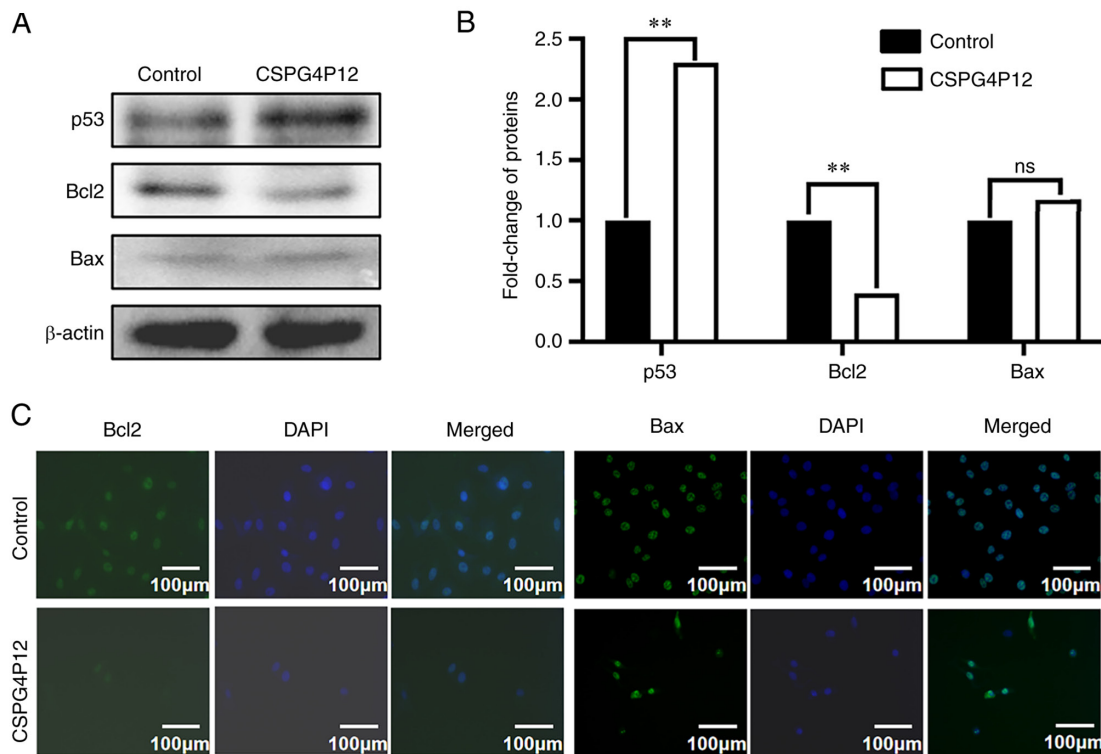 A
Control CSPG4P12
p53
Bcl2
Bax
β-actin
B
Fold-change of proteins
2.5
2.0
1.5
1.0
0.5
0.0
**
**
ns
Control
CSPG4P12
p53 Bcl2 Bax
C
Bcl2 DAPI Merged Bax DAPI Merged
Control
100μm 100μm 100μm 100μm 100μm 100μm
CSPG4P12
100μm 100μm 100μm 100μm 100μm 100μm